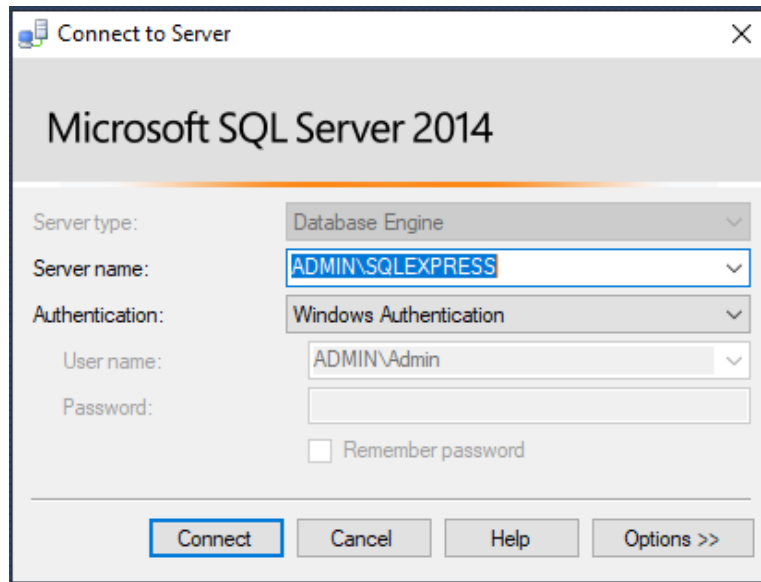 Connect to Server
Microsoft SQL Server 2014
Server type: Database Engine
Server name: ADMIN\SQLEXPRESS
Authentication: Windows Authentication
User name: ADMIN\Admin
Password:
Remember password
Connect Cancel Help Options >>